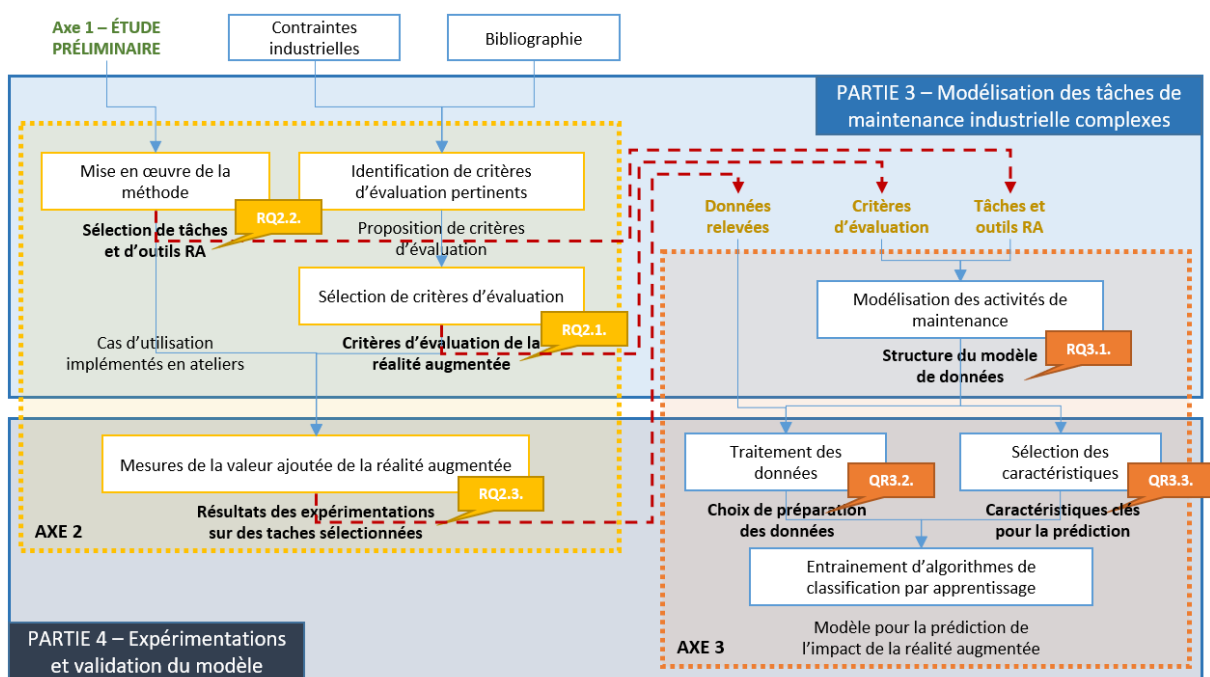 Axe 1 – ÉTUDE
PRÉLIMINAIRE
Contraintes
industrielles
Bibliographie
PARTIE 3 – Modélisation des tâches de
maintenance industrielle complexes
Mise en œuvre de la
méthode
Identification de critères
d'évaluation pertinents
RQ2.2.
Sélection de tâches
et d'outils RA
Proposition de critères
d'évaluation
Données
relevées
Critères
d'évaluation
Tâches et
outils RA
Sélection de critères d'évaluation
RQ2.1.
Critères d'évaluation de la
réalité augmentée
Cas d'utilisation
implémentés en ateliers
Modélisation des activités de
maintenance
RQ3.1.
Structure du modèle
de données
Mesures de la valeur ajoutée de la réalité augmentée
RQ2.3.
Résultats des expérimentations
sur des taches sélectionnées
AXE 2
Traitement des
données
QR3.2.
Choix de préparation
des données
Sélection des
caractéristiques
QR3.3.
Caractéristiques clés
pour la prédiction
Entrainement d'algorithmes de
classification par apprentissage
Modèle pour la prédiction de
l'impact de la réalité augmentée
AXE 3
PARTIE 4 – Expérimentations
et validation du modèle